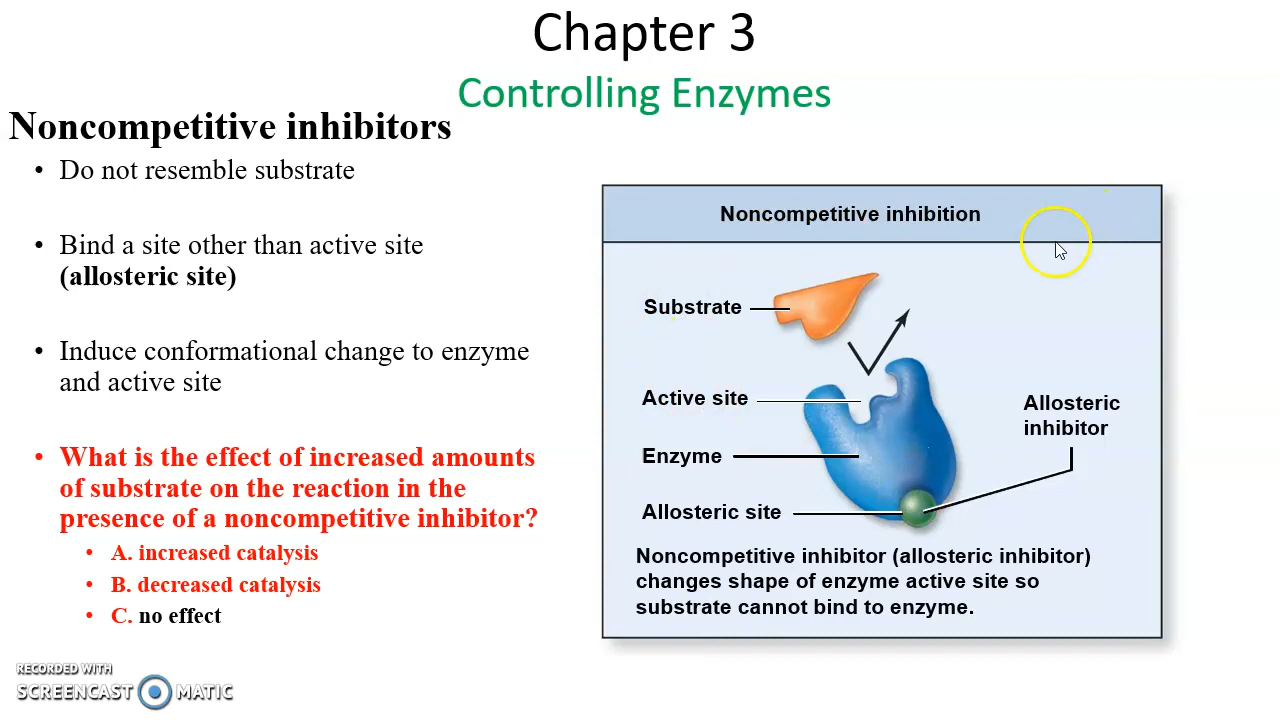 Chapter 3
Controlling Enzymes
Noncompetitive inhibitors
• Do not resemble substrate
• Bind a site other than active site
(allosteric site)
• Induce conformational change to enzyme
and active site
• What is the effect of increased amounts
of substrate on the reaction in the
presence of a noncompetitive inhibitor?
• A. increased catalysis
• B. decreased catalysis
• C. no effect
Noncompetitive inhibition
Substrate
Active site
Allosteric
inhibitor
Enzyme
Allosteric site
Noncompetitive inhibitor (allosteric inhibitor)
changes shape of enzyme active site so
substrate cannot bind to enzyme.
RECORDED WITH
SCREENCAST MATIC